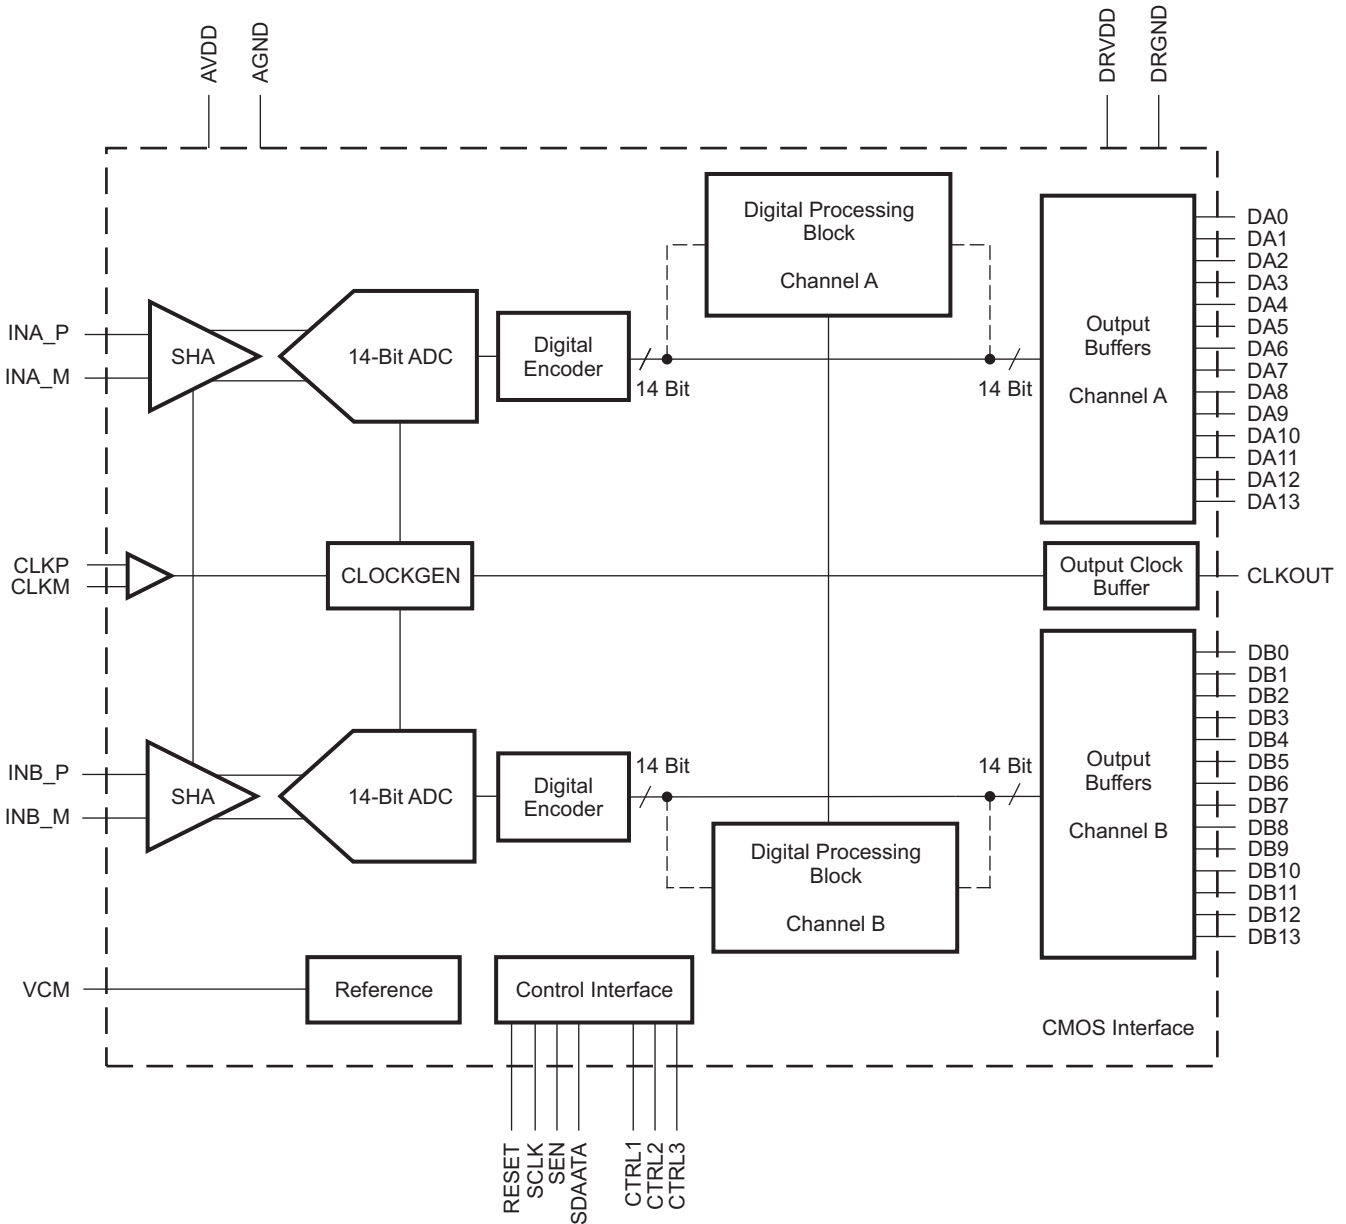 AVDD
AGND
DRVDD
DRGND
Digital Processing
Block
Channel A
INA_P
INA_M
SHA
14-Bit ADC
Digital
Encoder
14 Bit
14 Bit
Output
Buffers
Channel A
DA0
DA1
DA2
DA3
DA4
DA5
DA6
DA7
DA8
DA9
DA10
DA11
DA12
DA13
CLKP
CLKM
CLOCKGEN
Output Clock
Buffer
CLKOUT
INB_P
INB_M
SHA
14-Bit ADC
Digital
Encoder
14 Bit
14 Bit
Digital Processing
Block
Channel B
Output
Buffers
Channel B
DB0
DB1
DB2
DB3
DB4
DB5
DB6
DB7
DB8
DB9
DB10
DB11
DB12
DB13
VCM
Reference
Control Interface
CMOS Interface
RESET
SCLK
SEN
SDAATA
CTRL1
CTRL2
CTRL3